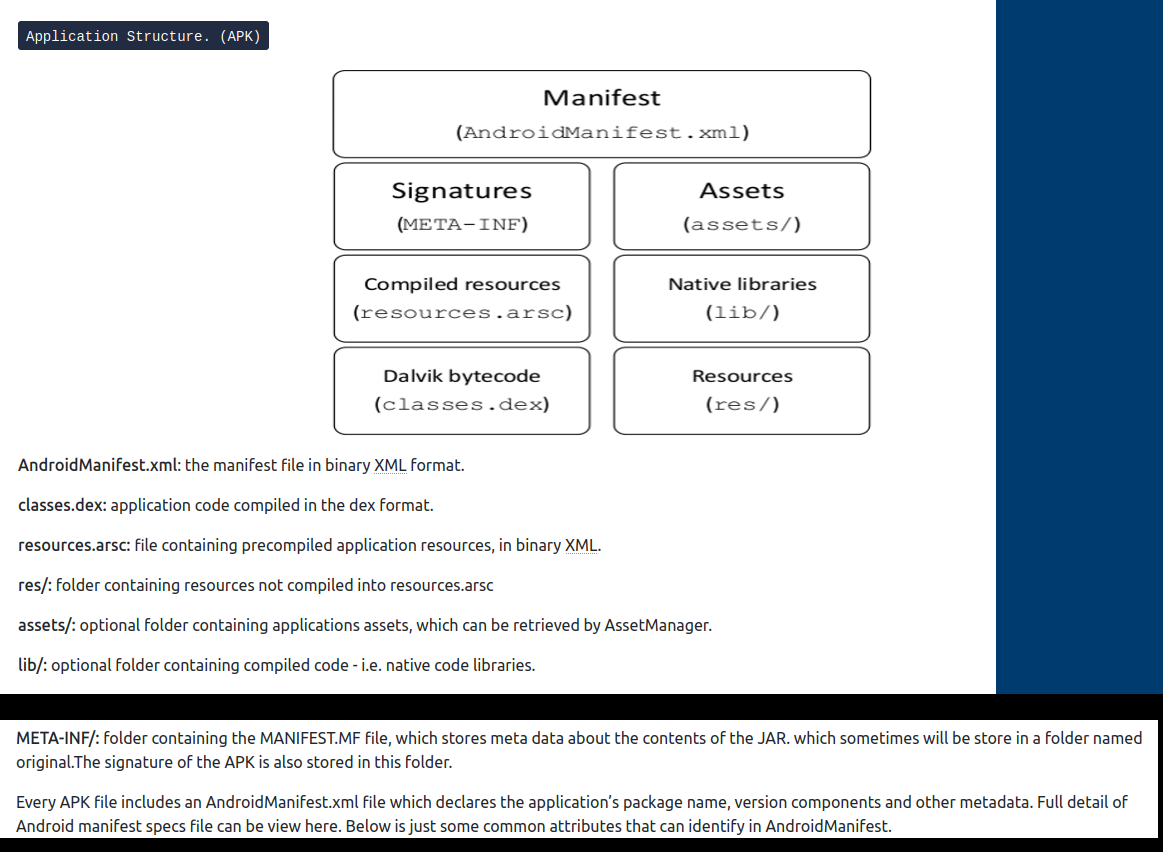 Application Structure. (APK)
Manifest
(AndroidManifest.xml)
Signatures
(META-INF)
Assets
(assets/)
Compiled resources
(resources.arsc)
Native libraries
(lib/)
Dalvik bytecode
(classes.dex)
Resources
(res/)
AndroidManifest.xml: the manifest file in binary XML format.
classes.dex: application code compiled in the dex format.
resources.arsc: file containing precompiled application resources, in binary XML.
res/: folder containing resources not compiled into resources.arsc
assets/: optional folder containing applications assets, which can be retrieved by AssetManager.
lib/: optional folder containing compiled code - i.e. native code libraries.
META-INF/: folder containing the MANIFEST.MF file, which stores meta data about the contents of the JAR. which sometimes will be store in a folder named
original.The signature of the APK is also stored in this folder.
Every APK file includes an AndroidManifest.xml file which declares the application’s package name, version components and other metadata. Full detail of
Android manifest specs file can be view here. Below is just some common attributes that can identify in AndroidManifest.